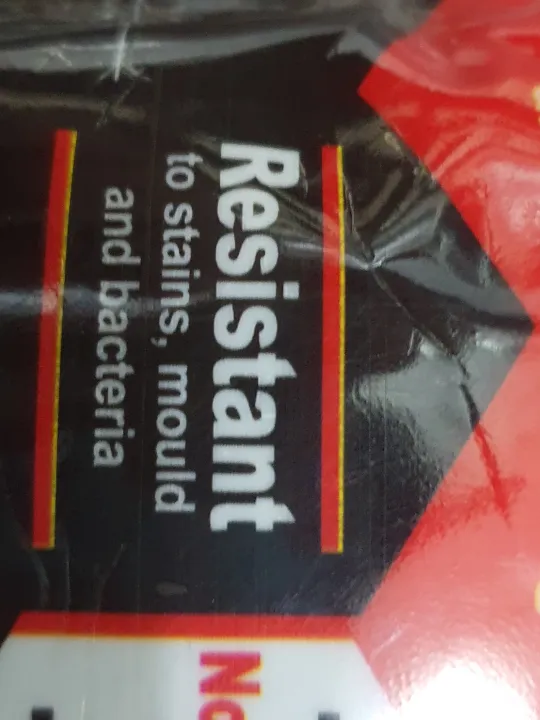 Resistant
to stains, mould
and bacteria